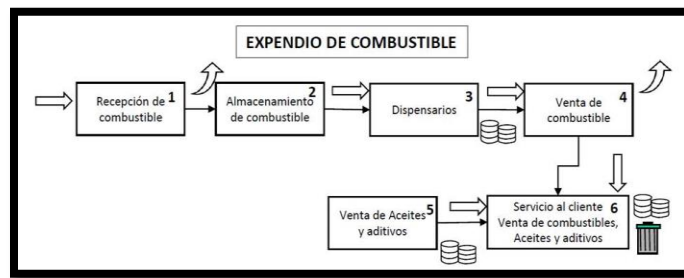 EXPENDIO DE COMBUSTIBLE
Recepción de 1
combustible
Almacenamiento 2
de combustible
Dispensarios 3
Venta de 4
combustible
Venta de Aceites 5
y aditivos
Servicio al cliente 6
Venta de combustibles,
Aceites y aditivos